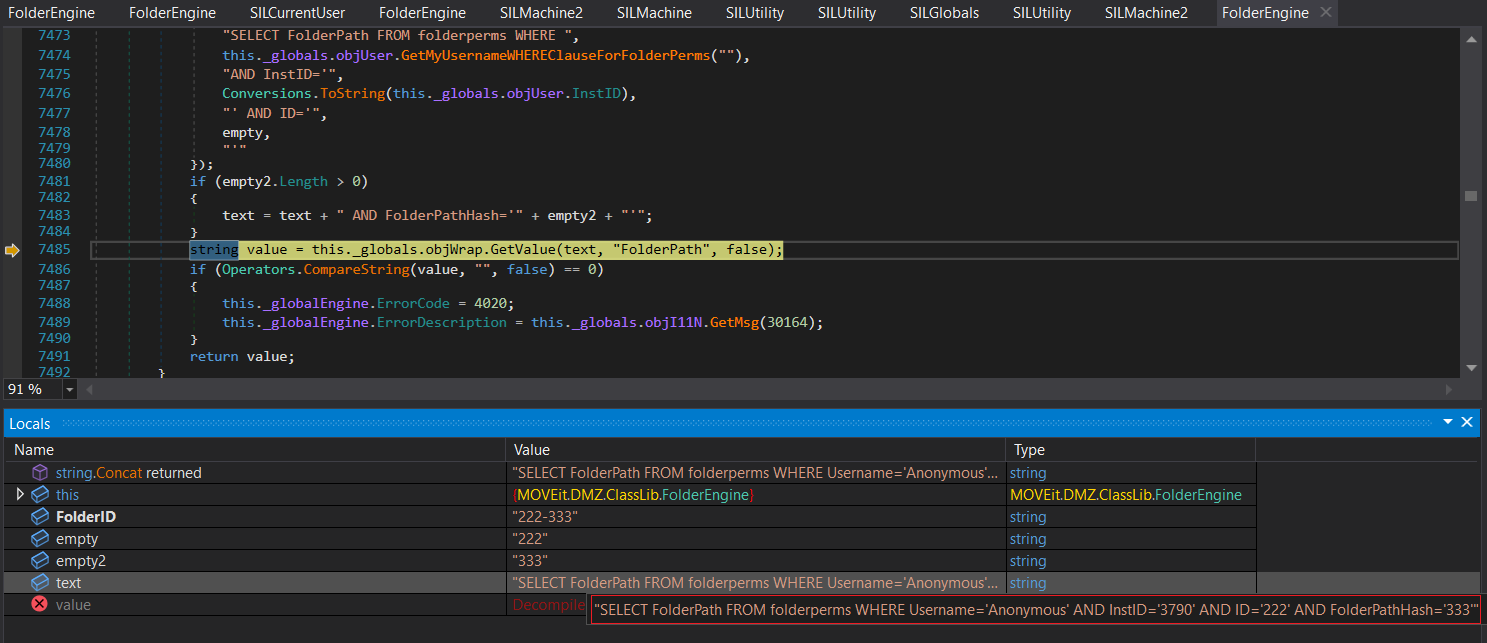 FolderEngine FolderEngine SILCurrentUser FolderEngine SILMachine2 SILMachine SILUtility SILUtility SILGlobals SILUtility SILMachine2 FolderEngine
7473 "SELECT FolderPath FROM folderperms WHERE ",
7474 this._globals.objUser.GetMyUsernameWHEREClauseForFolderPerms(""),
7475 "AND InstID='",
7476 Conversions.ToString(this._globals.objUser.InstID),
7477 "' AND ID='",
7478 empty,
7479 "'"
7480 });
7481 if (empty2.Length > 0)
7482 {
7483 text = text + " AND FolderPathHash='" + empty2 + "'";
7484 }
7485 string value = this._globals.objWrap.GetValue(text, "FolderPath", false);
7486 if (Operators.CompareString(value, "", false) == 0)
7487 {
7488 this._globalEngine.ErrorCode = 4020;
7489 this._globalEngine.ErrorDescription = this._globals.objI11N.GetMsg(30164);
7490 }
7491 return value;
7492 }
91 %
Locals
Name Value Type
string.Concat returned "SELECT FolderPath FROM folderperms WHERE Username='Anonymous'... string
this {MOVEit.DMZ.ClassLib.FolderEngine} MOVEit.DMZ.ClassLib.FolderEngine
FolderID "222-333" string
empty "222" string
empty2 "333" string
text "SELECT FolderPath FROM folderperms WHERE Username='Anonymous'... string
value Decompile
"SELECT FolderPath FROM folderperms WHERE Username='Anonymous' AND InstID='3790' AND ID='222' AND FolderPathHash='333'"